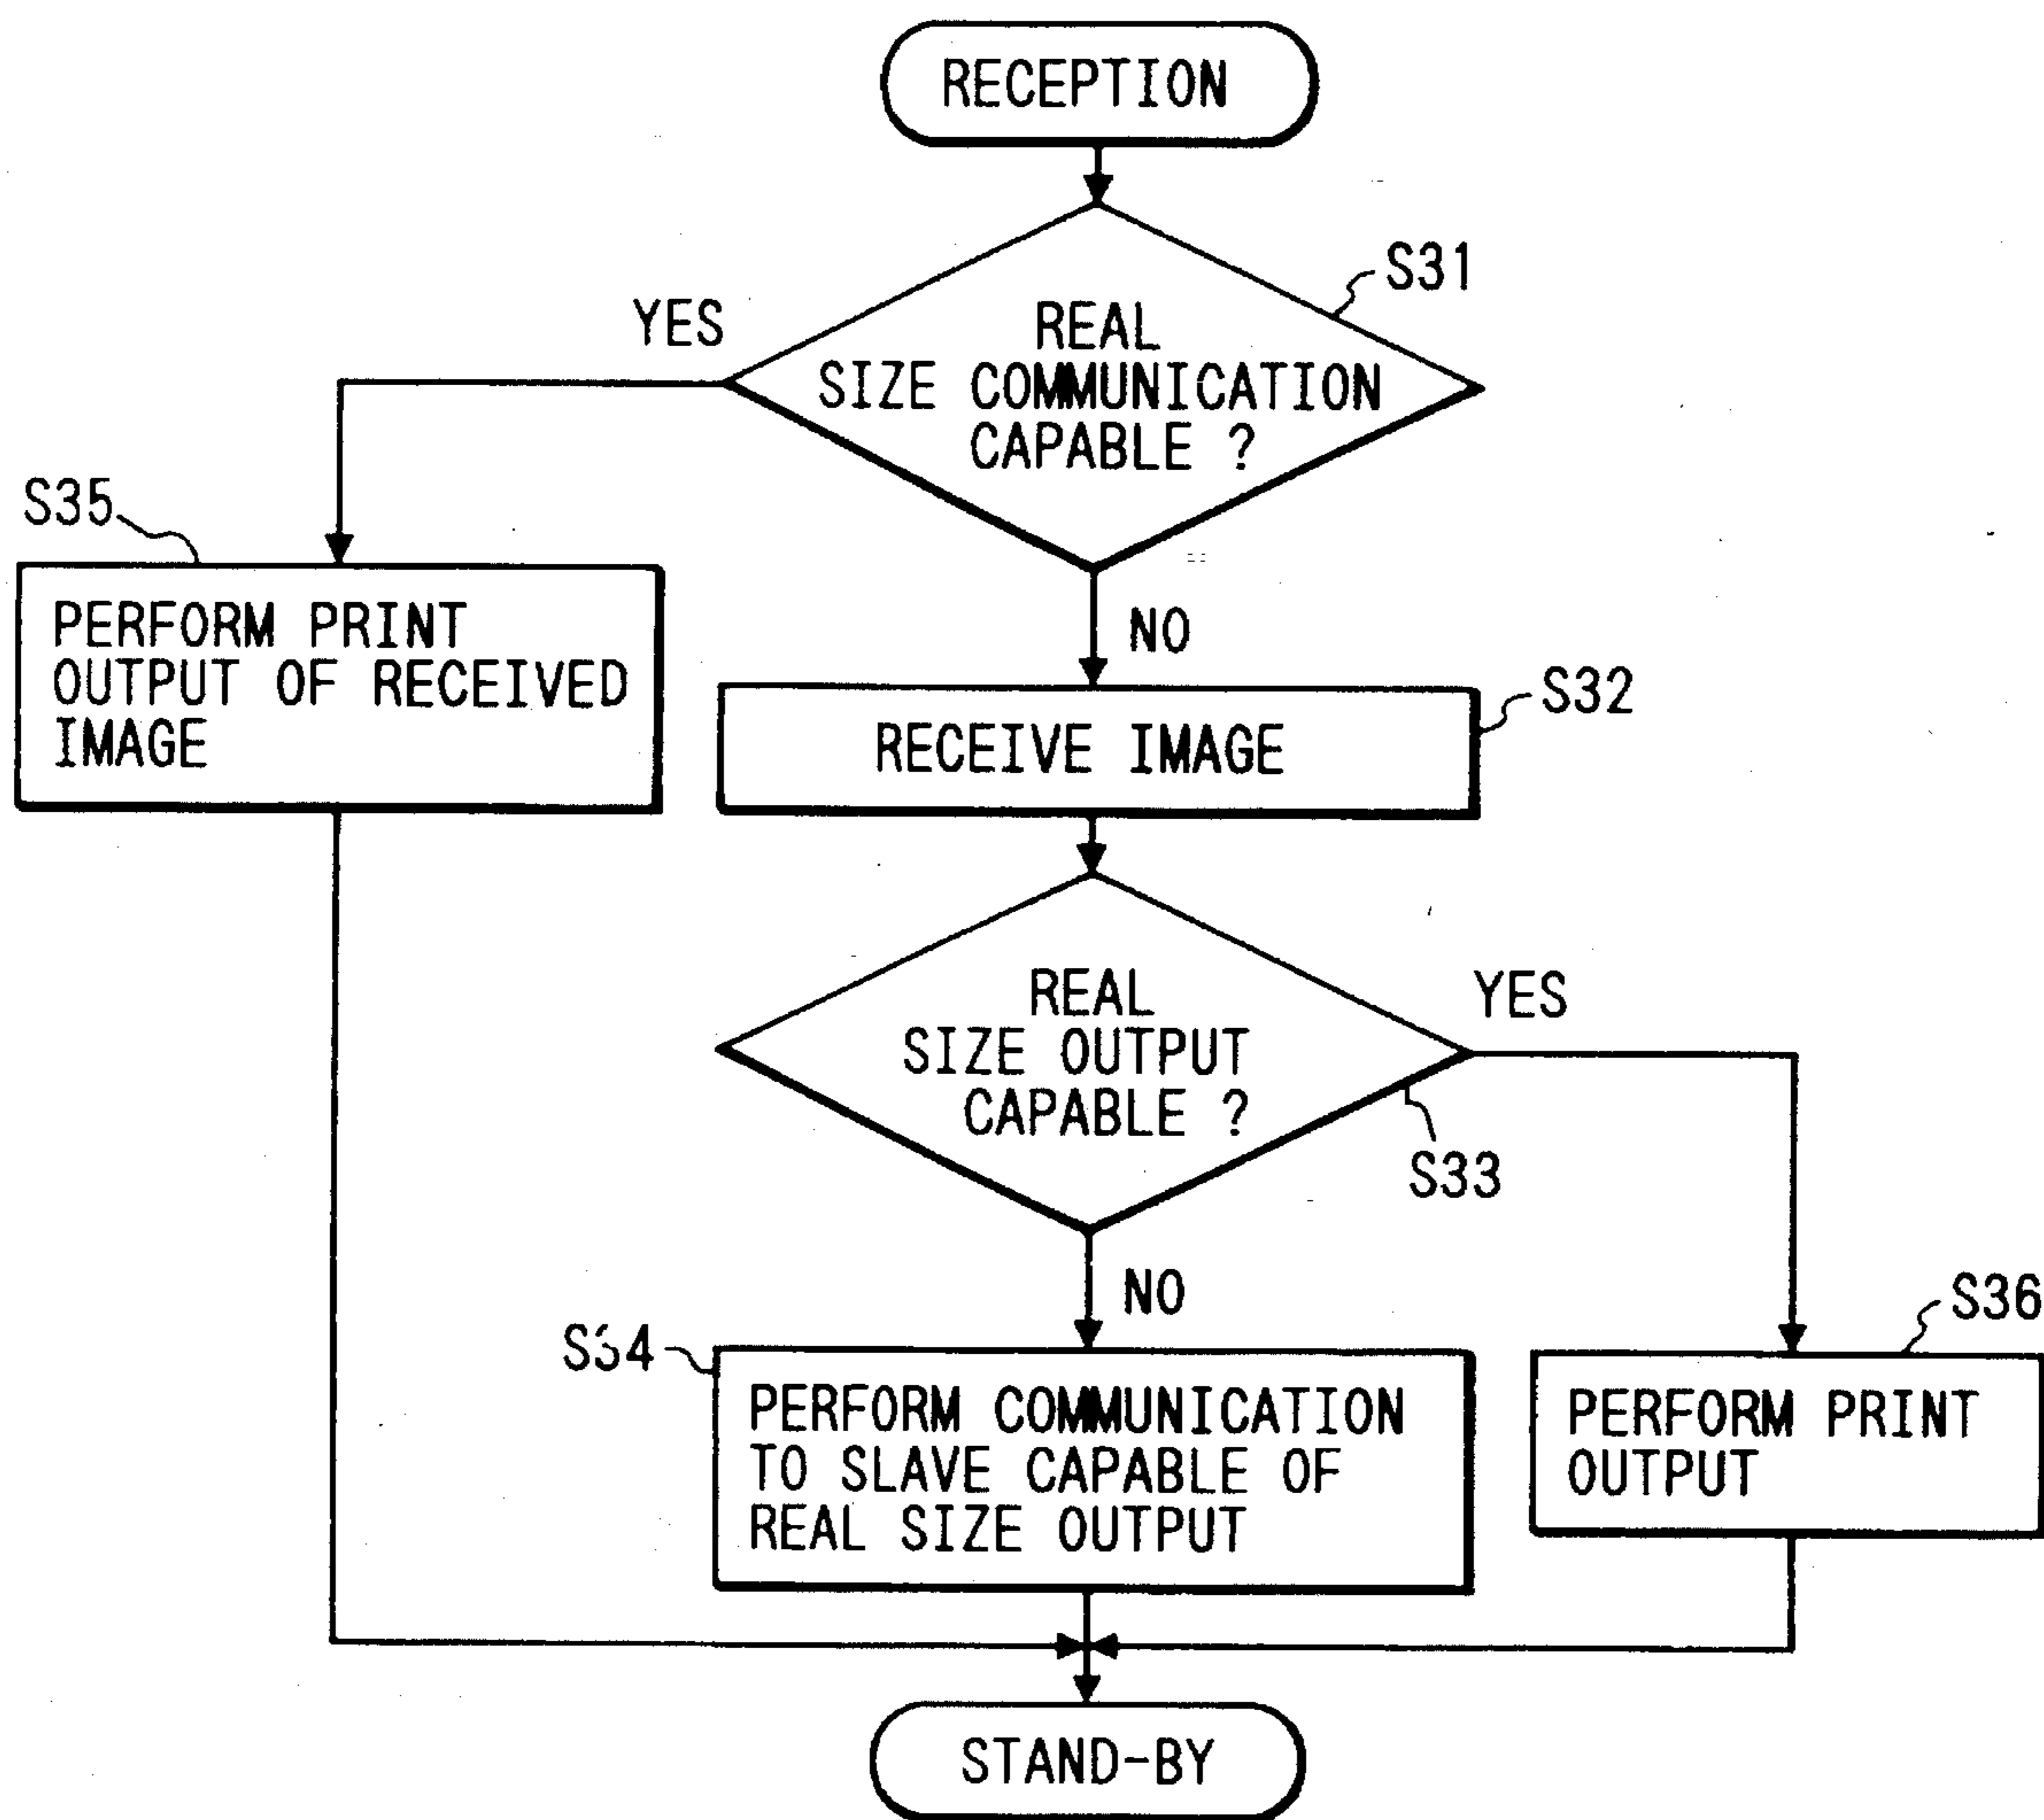 RECEPTION
S31
YES
REAL
SIZE COMMUNICATION
CAPABLE ?
S35
NO
PERFORM PRINT
OUTPUT OF RECEIVED
IMAGE
S32
RECEIVE IMAGE
REAL
SIZE OUTPUT
CAPABLE ?
YES
S33
NO
S34
S36
PERFORM COMMUNICATION
TO SLAVE CAPABLE OF
REAL SIZE OUTPUT
PERFORM PRINT
OUTPUT
STAND-BY